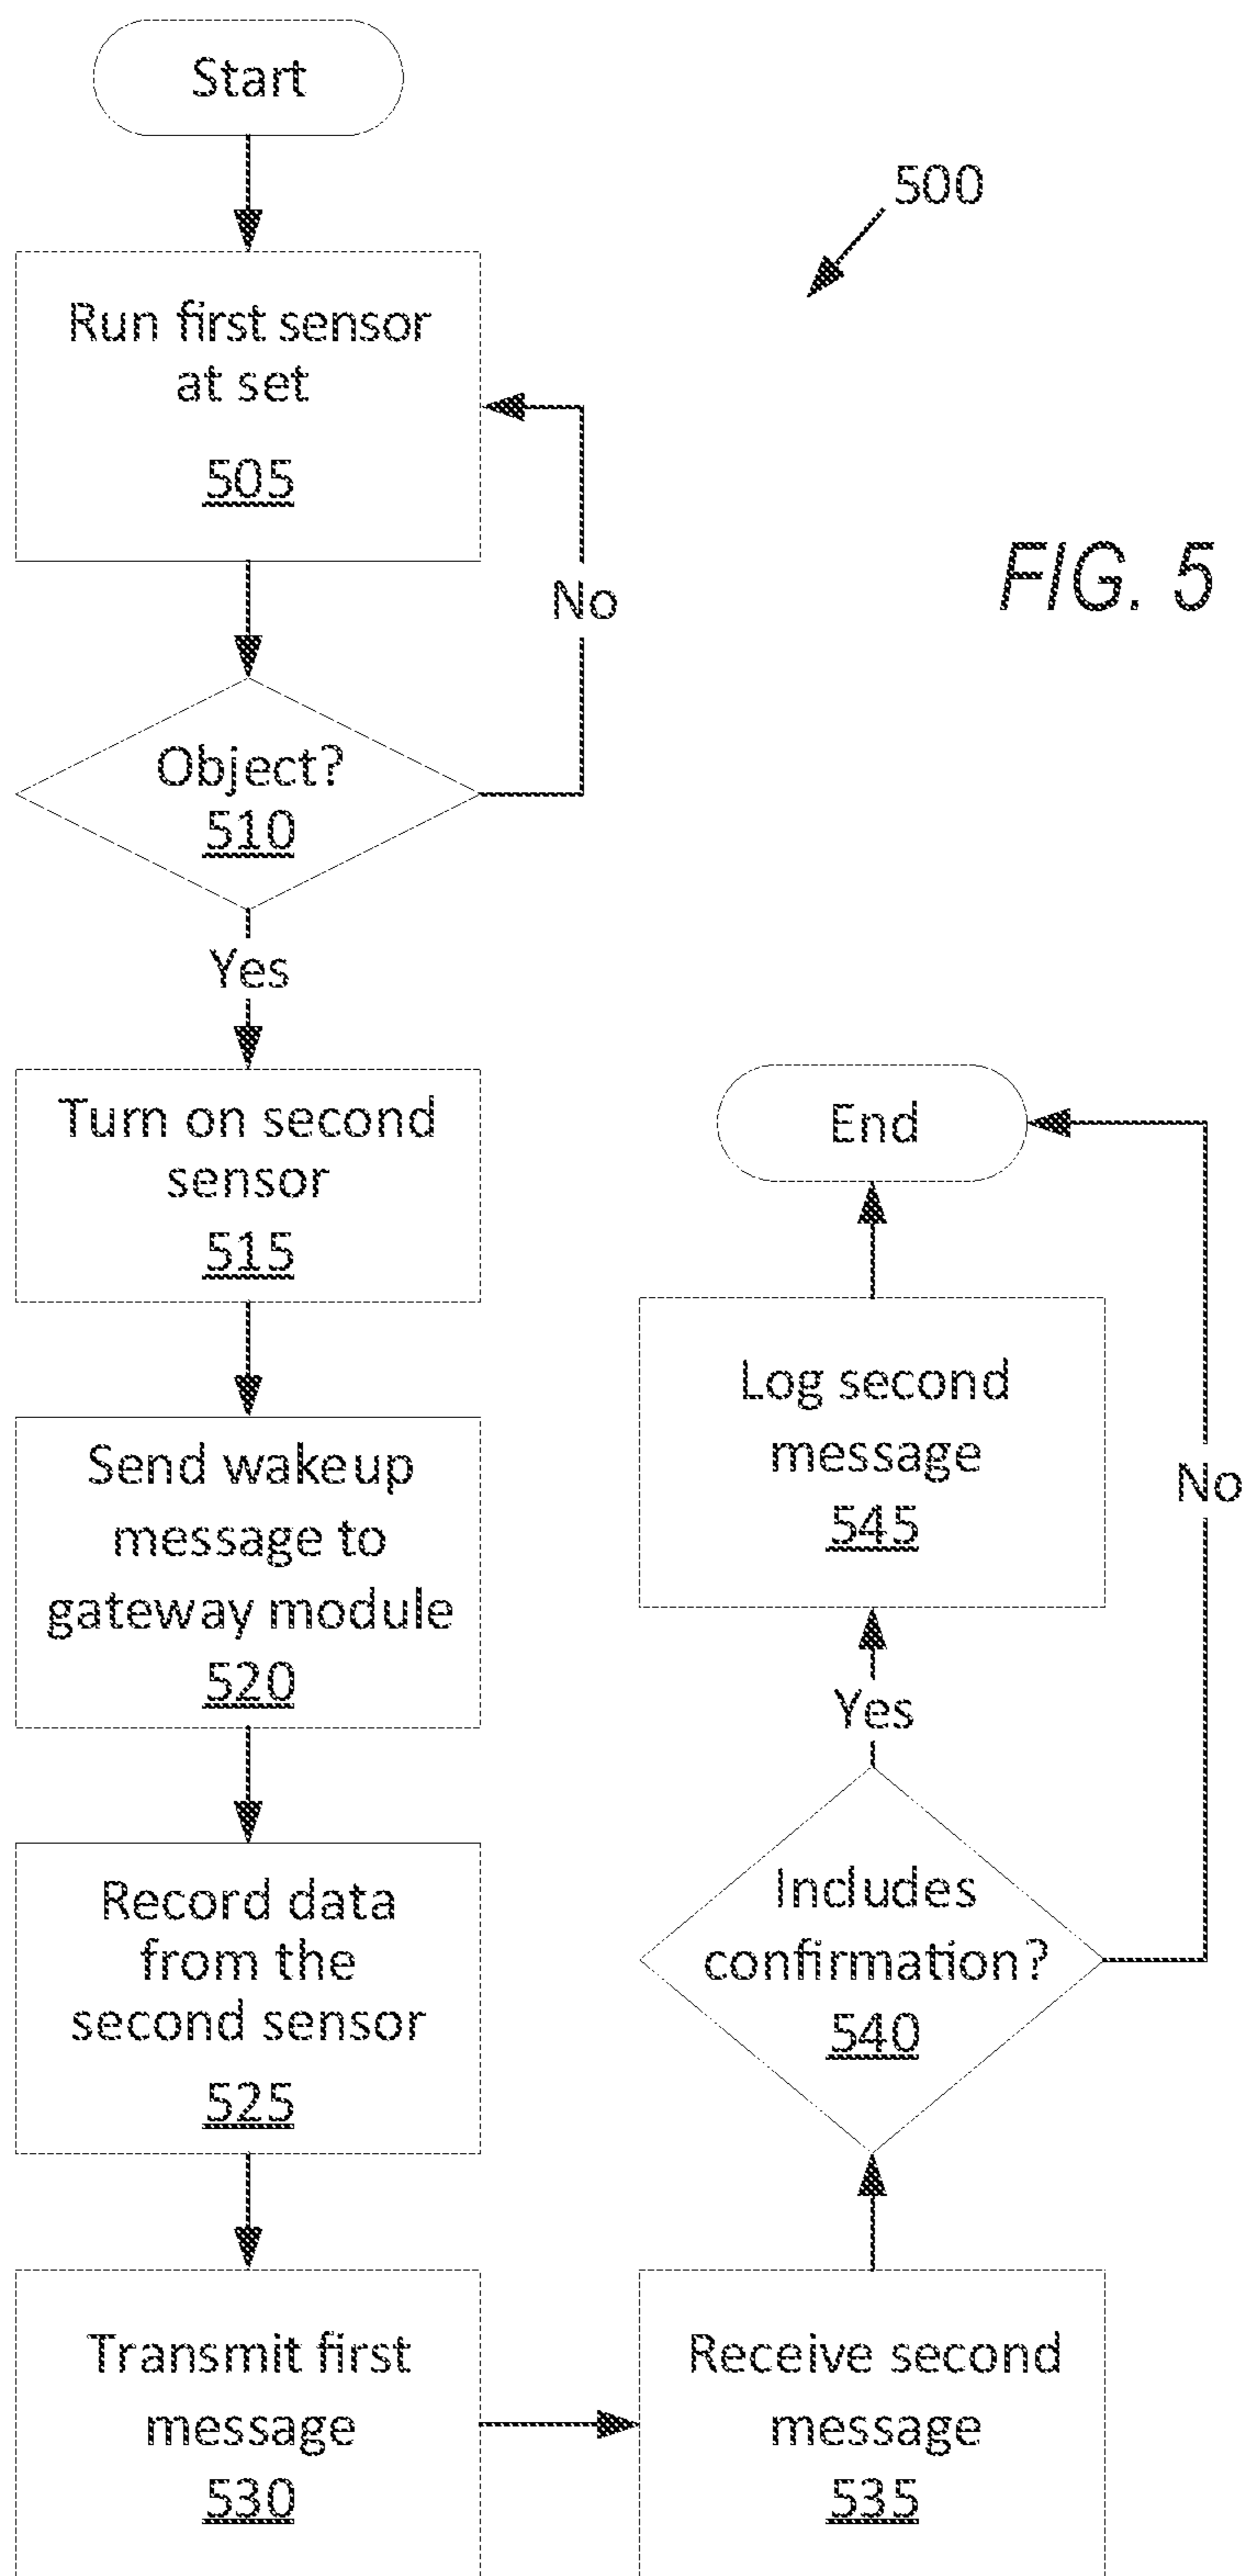 Start
500
Run first sensor
at set
505
No
FIG. 5
Object?
510
Yes
Turn on second
sensor
515
Send wakeup
message to
gateway module
520
Record data
from the
second sensor
525
Transmit first
message
530
Receive second
message
535
Includes
confirmation?
540
Yes
No
Log second
message
545
End